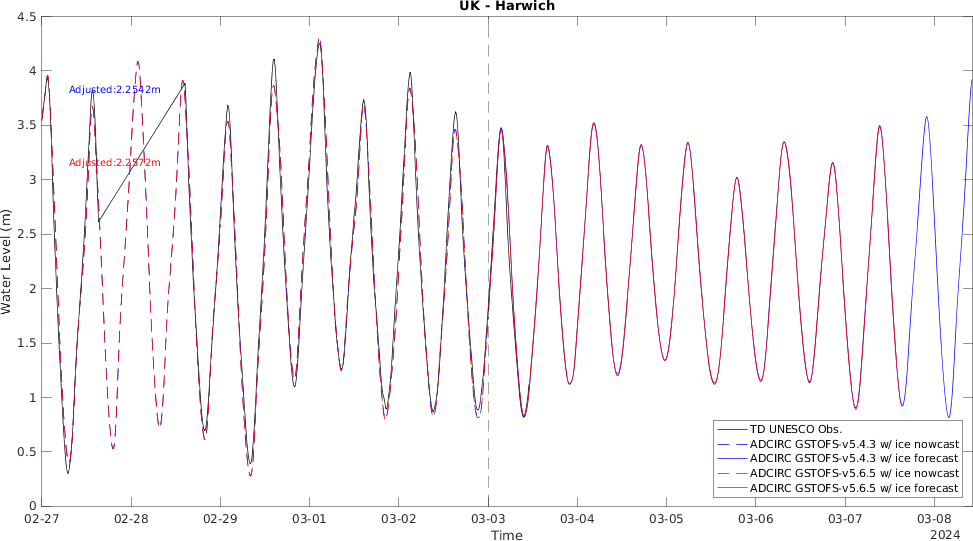 UK - Harwich
4.5
4
3.5
3
2.5
2
1.5
1
0.5
0
Water Level (m)
Adjusted:2.2542m
Adjusted:2.2572m
TD UNESCO Obs.
ADCIRC GSTOFS-v5.4.3 w/ ice nowcast
ADCIRC GSTOFS-v5.4.3 w/ ice forecast
ADCIRC GSTOFS-v5.6.5 w/ ice nowcast
ADCIRC GSTOFS-v5.6.5 w/ ice forecast
02-27 02-28 02-29 03-01 03-02 03-03 03-04 03-05 03-06 03-07 03-08
Time
2024